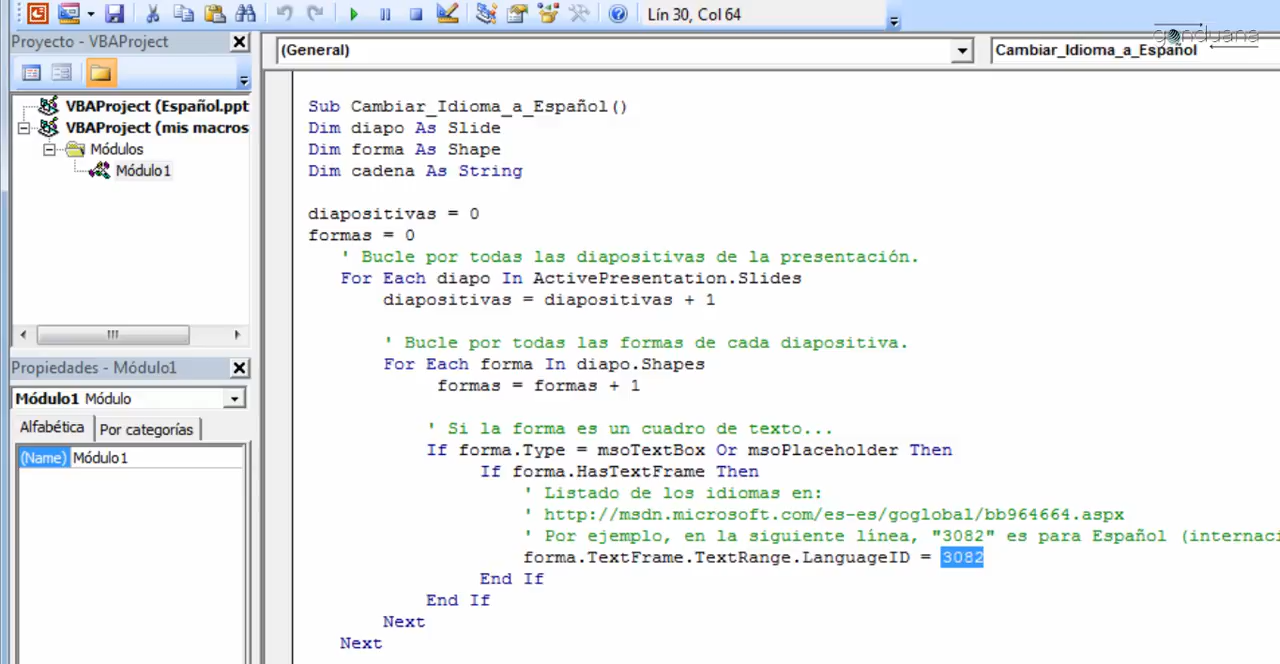 Lín 30, Col 64
gonduana
Proyecto - VBAProject
(General)
Cambiar_Idioma_a_Español
VBAProject (Español.ppt
VBAProject (mis macros
Módulos
Módulo1
Sub Cambiar_Idioma_a_Español()
Dim diapo As Slide
Dim forma As Shape
Dim cadena As String
diapositivas = 0
formas = 0
' Bucle por todas las diapositivas de la presentación.
For Each diapo In ActivePresentation.Slides
diapositivas = diapositivas + 1
' Bucle por todas las formas de cada diapositiva.
For Each forma In diapo.Shapes
formas = formas + 1
' Si la forma es un cuadro de texto...
If forma.Type = msoTextBox Or msoPlaceholder Then
If forma.HasTextFrame Then
' Listado de los idiomas en:
' http://msdn.microsoft.com/es-es/goglobal/bb964664.aspx
' Por ejemplo, en la siguiente línea, "3082" es para Español (internaci
forma.TextFrame.TextRange.LanguageID = 3082
End If
End If
Next
Next
Propiedades - Módulo1
Módulo1 Módulo
Alfabética
Por categorías
(Name) Módulo1